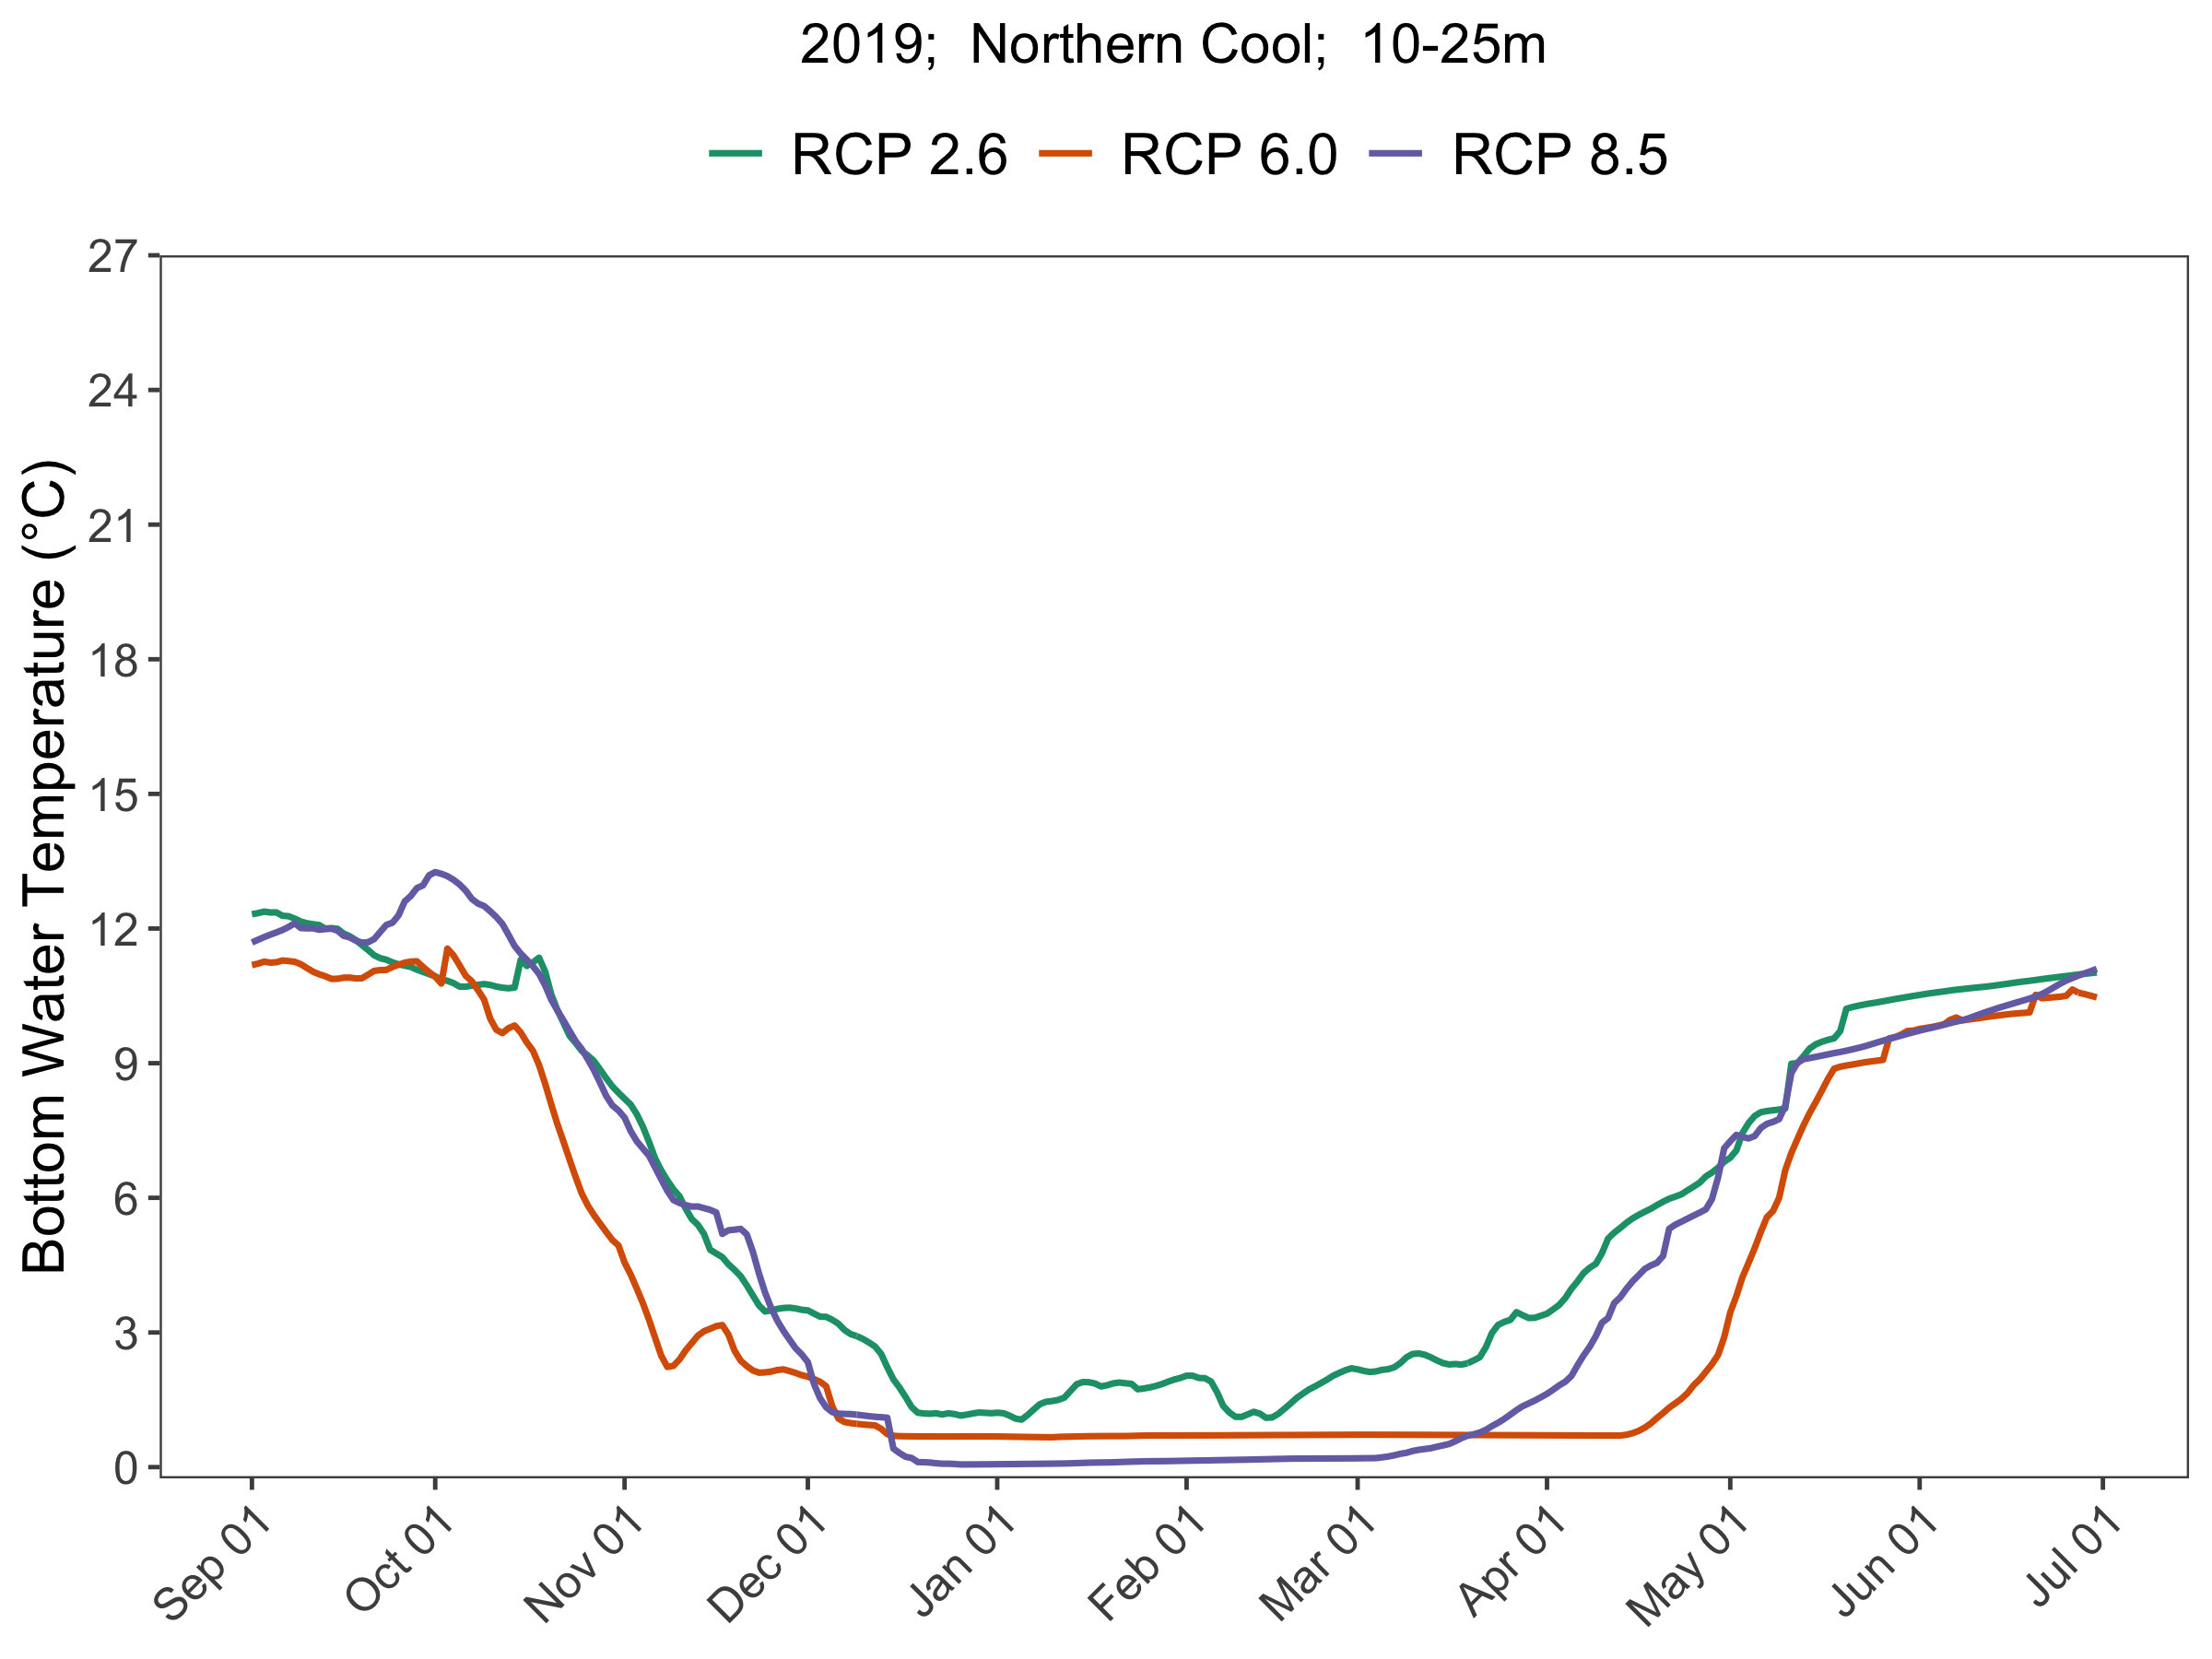 2019;  Northern Cool;  10-25m
RCP 2.6 RCP 6.0 RCP 8.5
Bottom Water Temperature (°C)
27
24
21
18
15
12
9
6
3
0
Sep 01 Oct 01 Nov 01 Dec 01 Jan 01 Feb 01 Mar 01 Apr 01 May 01 Jun 01 Jul 01